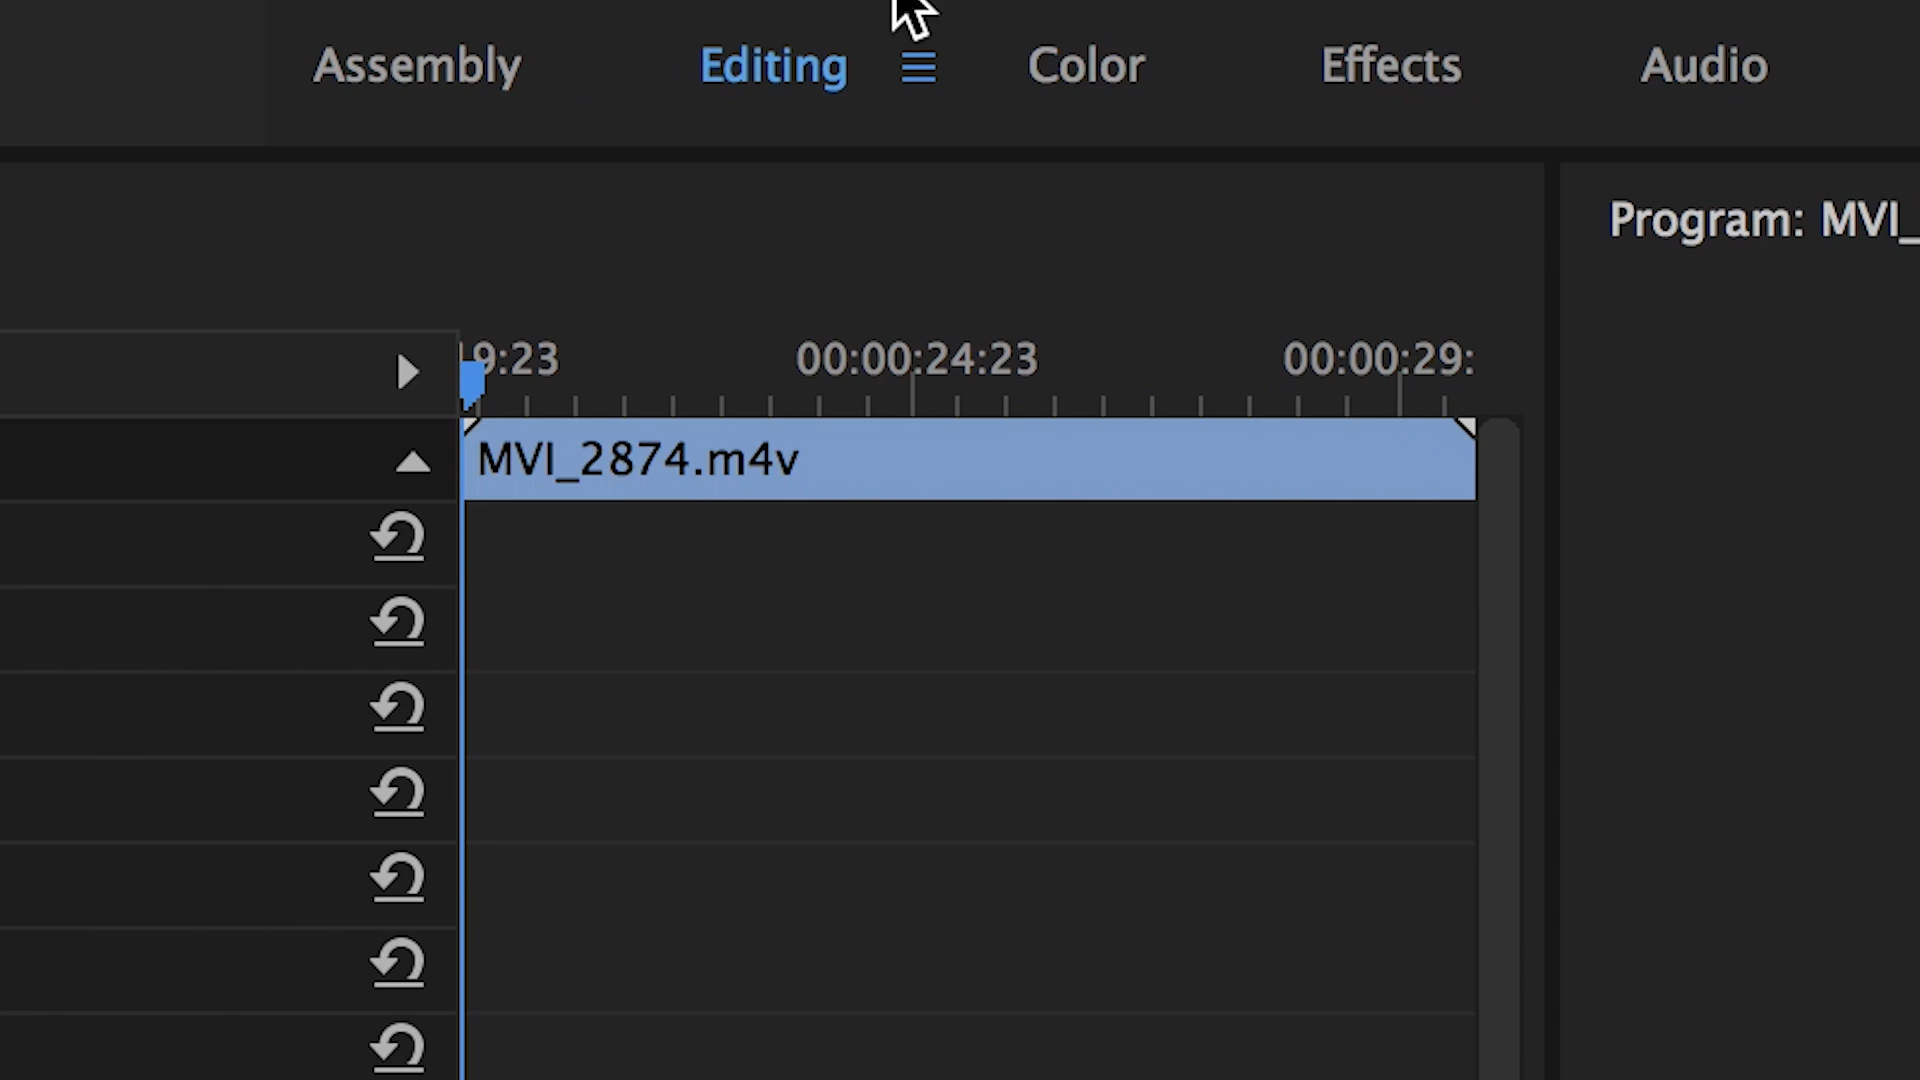 Assembly Editing Color Effects Audio
Program: MVI_
9:23 00:00:24:23 00:00:29:
MVI_2874.m4v